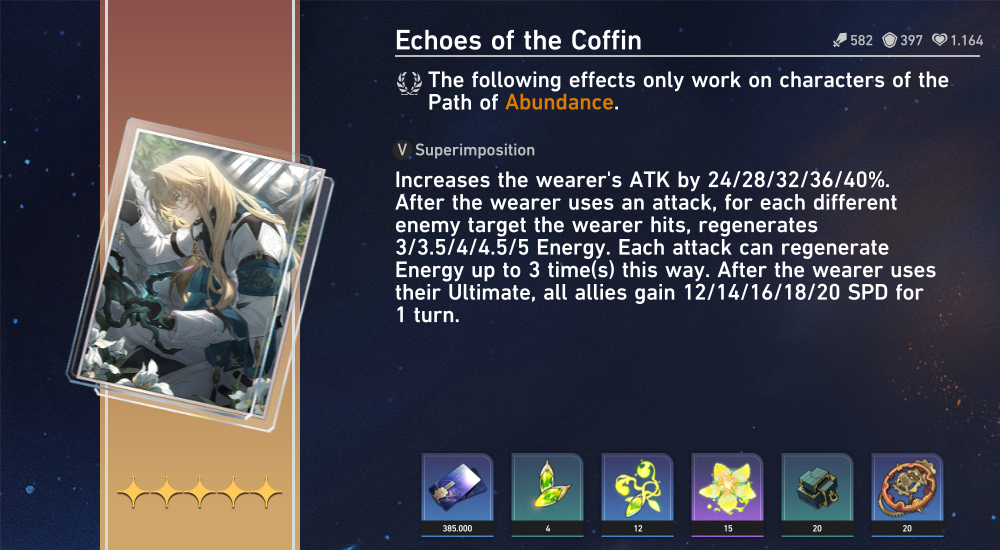 Echoes of the Coffin
582 397 1.164
The following effects only work on characters of the
Path of Abundance.
V Superimposition
Increases the wearer's ATK by 24/28/32/36/40%.
After the wearer uses an attack, for each different
enemy target the wearer hits, regenerates
3/3.5/4/4.5/5 Energy. Each attack can regenerate
Energy up to 3 time(s) this way. After the wearer uses
their Ultimate, all allies gain 12/14/16/18/20 SPD for
1 turn.
385.000 4 12 15 20 20